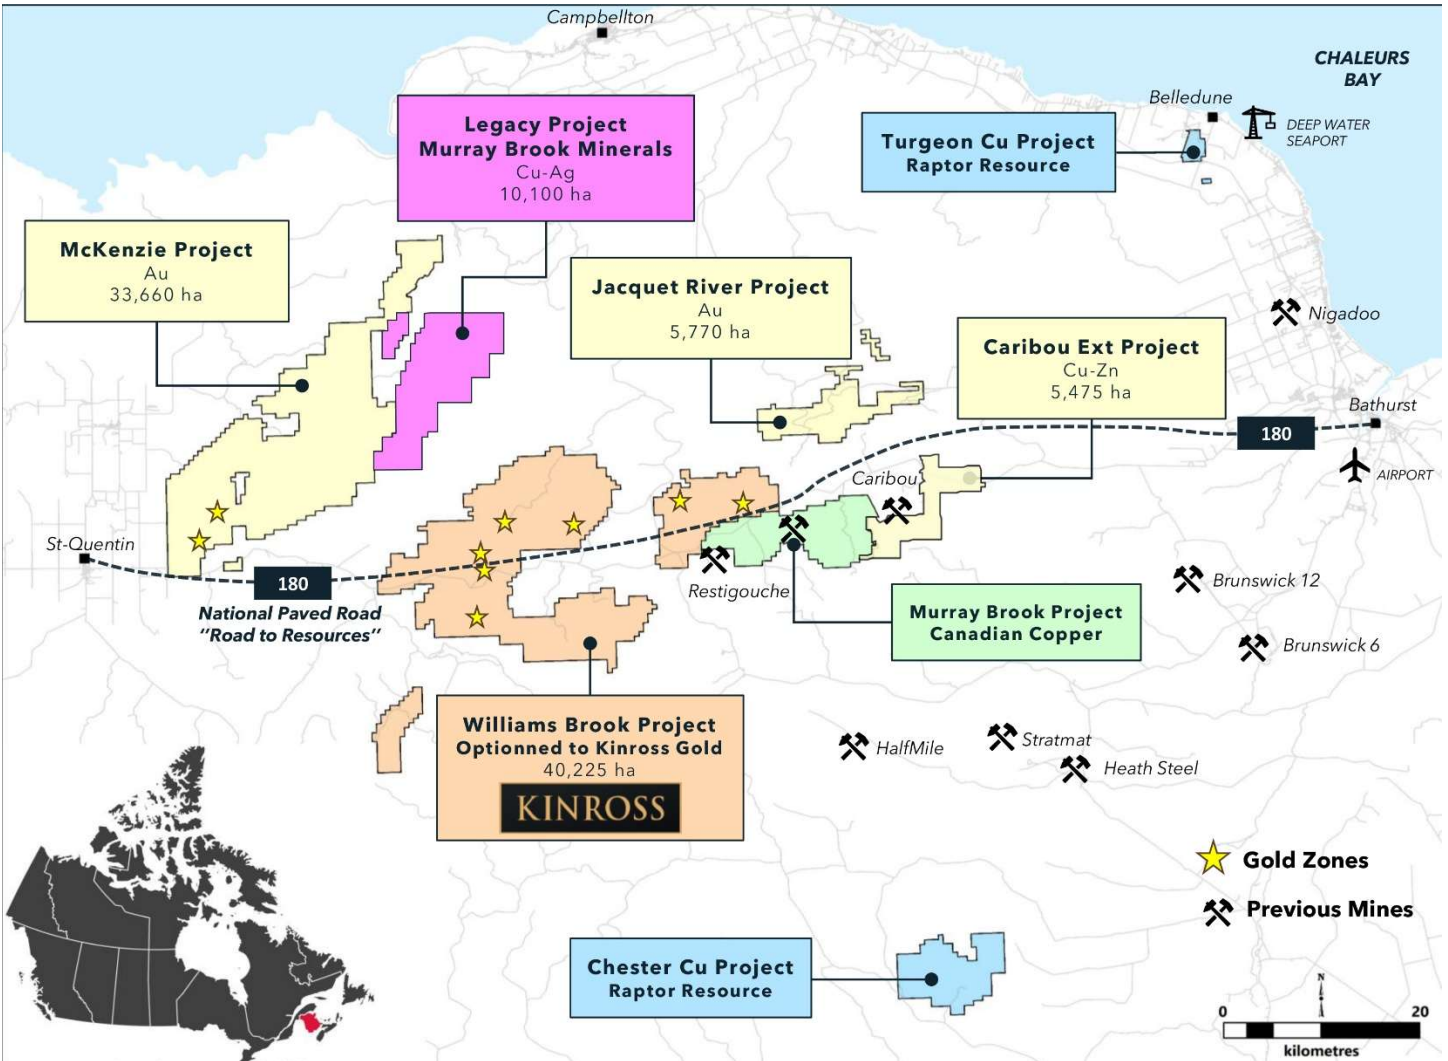 Campbellton
CHALEURS
BAY
Belledune
DEEP WATER
SEAPORT
Legacy Project
Murray Brook Minerals
Cu-Ag
10,100 ha
Turgeon Cu Project
Raptor Resource
McKenzie Project
Au
33,660 ha
Jacquet River Project
Au
5,770 ha
Nigadoo
Caribou Ext Project
Cu-Zn
5,475 ha
Bathurst
180
AIRPORT
Caribou
St-Quentin
180
National Paved Road
"Road to Resources"
Restigouche
Brunswick 12
Murray Brook Project
Canadian Copper
Brunswick 6
Williams Brook Project
Optionned to Kinross Gold
40,225 ha
KINROSS
HalfMile
Stratmat
Heath Steel
Gold Zones
Previous Mines
Chester Cu Project
Raptor Resource
N
0 20
kilometres